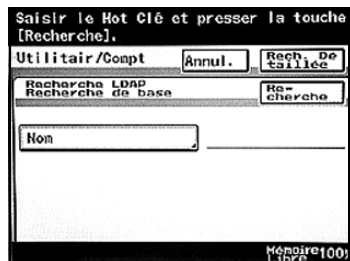 Saisir le Mot Clé et presser la touche
[Recherche].
Utilitair/Compt
Annul.
Rech. Dé
taillée
Recherche LDAP
Recherche de base
Re-
cherche
Nom
Mémoire
Libre
100%